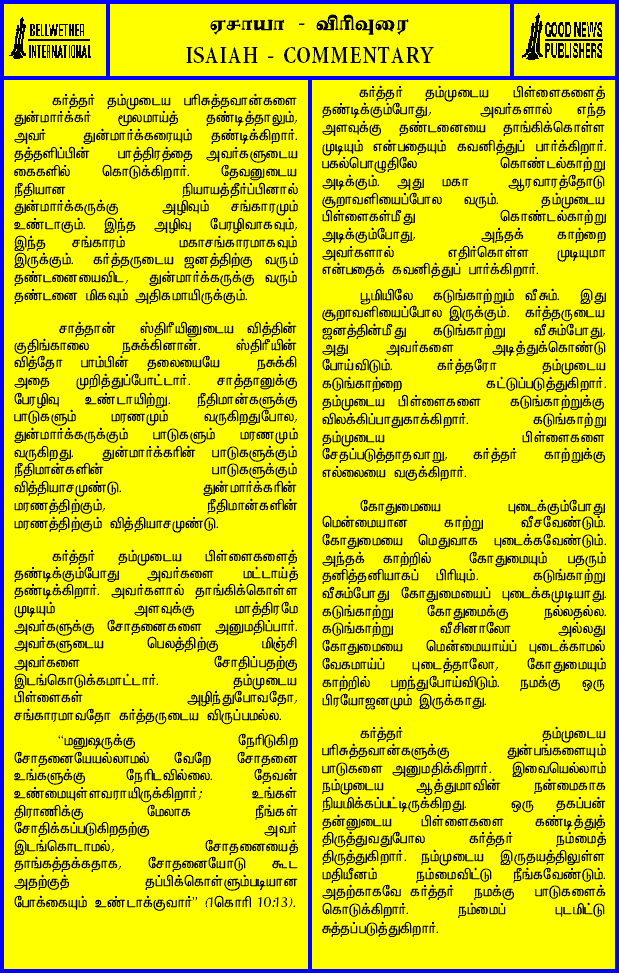 BELLWETHER
INTERNATIONAL
ஏசாயா - விரிவுரை
ISAIAH - COMMENTARY
GOOD NEWS
PUBLISHERS
கர்த்தர் தம்முடைய பரிசுத்தவான்களை
துன்மார்க்கர் மூலமாய்த் தண்டித்தாலும்,
அவர் துன்மார்க்கரையும் தண்டிக்கிறார்.
தத்தளிப்பின் பாத்திரத்தை அவர்களுடைய
கைகளில் கொடுக்கிறார். தேவனுடைய
நீதியான நியாயத்தீர்ப்பினால்
துன்மார்க்கருக்கு அழிவும் சங்காரமும்
உண்டாகும். இந்த அழிவு பேரழிவாகவும்,
இந்த சங்காரம் மகாசங்காரமாகவும்
இருக்கும். கர்த்தருடைய ஜனத்திற்கு வரும்
தண்டனையைவிட, துன்மார்க்கருக்கு வரும்
தண்டனை மிகவும் அதிகமாயிருக்கும்.
சாத்தான் ஸ்திரீயினுடைய வித்தின்
குதிங்காலை நசுக்கினான். ஸ்திரீயின்
வித்தோ பாம்பின் தலையையே நசுக்கி
அதை முறித்துப்போட்டார். சாத்தானுக்கு
பேரழிவு உண்டாயிற்று. நீதிமான்களுக்கு
பாடுகளும் மரணமும் வருகிறதுபோல,
துன்மார்க்கருக்கும் பாடுகளும் மரணமும்
வருகிறது. துன்மார்க்கரின் பாடுகளுக்கும்
நீதிமான்களின் பாடுகளுக்கும்
வித்தியாசமுண்டு. துன்மார்க்கரின்
மரணத்திற்கும், நீதிமான்களின்
மரணத்திற்கும் வித்தியாசமுண்டு.
கர்த்தர் தம்முடைய பிள்ளைகளைத்
தண்டிக்கும்போது அவர்களை மட்டாய்த்
தண்டிக்கிறார். அவர்களால் தாங்கிக்கொள்ள
முடியும் அளவுக்கு மாத்திரமே
அவர்களுக்கு சோதனைகளை அனுமதிப்பார்.
அவர்களுடைய பெலத்திற்கு மிஞ்சி
அவர்களை சோதிப்பதற்கு
இடங்கொடுக்கமாட்டார். தம்முடைய
பிள்ளைகள் அழிந்துபோவதோ,
சங்காரமாவதோ கர்த்தருடைய விருப்பமல்ல.
“மனுஷருக்கு நேரிடுகிற
சோதனையேயல்லாமல் வேறே சோதனை
உங்களுக்கு நேரிடவில்லை. தேவன்
உண்மையுள்ளவராயிருக்கிறார்; உங்கள்
திராணிக்கு மேலாக நீங்கள்
சோதிக்கப்படுகிறதற்கு அவர்
இடங்கொடாமல், சோதனையைத்
தாங்கத்தக்கதாக, சோதனையோடு கூட
அதற்குத் தப்பிக்கொள்ளும்படியான
போக்கையும் உண்டாக்குவார்” (1கொரி 10:13).
கர்த்தர் தம்முடைய பிள்ளைகளைத்
தண்டிக்கும்போது, அவர்களால் எந்த
அளவுக்கு தண்டனையை தாங்கிக்கொள்ள
முடியும் என்பதையும் கவனித்துப் பார்க்கிறார்.
பகல்பொழுதிலே கொண்டல்காற்று
அடிக்கும். அது மகா ஆரவாரத்தோடு
சூறாவளியைப்போல வரும். தம்முடைய
பிள்ளைகள்மீது கொண்டல்காற்று
அடிக்கும்போது, அந்தக் காற்றை
அவர்களால் எதிர்கொள்ள முடியுமா
என்பதைக் கவனித்துப் பார்க்கிறார்.
பூமியிலே கடுங்காற்றும் வீசும். இது
சூறாவளியைப்போல இருக்கும். கர்த்தருடைய
ஜனத்தின்மீது கடுங்காற்று வீசும்போது,
அது அவர்களை அடித்துக்கொண்டு
போய்விடும். கர்த்தரோ தம்முடைய
கடுங்காற்றை கட்டுப்படுத்துகிறார்.
தம்முடைய பிள்ளைகளை கடுங்காற்றுக்கு
விலக்கிப்பாதுகாக்கிறார். கடுங்காற்று
தம்முடைய பிள்ளைகளை
சேதப்படுத்தாதவாறு, கர்த்தர் காற்றுக்கு
எல்லையை வகுக்கிறார்.
கோதுமையை புடைக்கும்போது
மென்மையான காற்று வீசவேண்டும்.
கோதுமையை மெதுவாக புடைக்கவேண்டும்.
அந்தக் காற்றில் கோதுமையும் பதரும்
தனித்தனியாகப் பிரியும். கடுங்காற்று
வீசும்போது கோதுமையைப் புடைக்கமுடியாது.
கடுங்காற்று கோதுமைக்கு நல்லதல்ல.
கடுங்காற்று வீசினாலோ அல்லது
கோதுமையை மென்மையாய்ப் புடைக்காமல்
வேகமாய்ப் புடைத்தாலோ, கோதுமையும்
காற்றில் பறந்துபோய்விடும். நமக்கு ஒரு
பிரயோஜனமும் இருக்காது.
கர்த்தர் தம்முடைய
பரிசுத்தவான்களுக்கு துன்பங்களையும்
பாடுகளை அனுமதிக்கிறார். இவையெல்லாம்
நம்முடைய ஆத்துமாவின் நன்மைகாக
நியமிக்கப்பட்டிருக்கிறது. ஒரு தகப்பன்
தன்னுடைய பிள்ளைகளை கண்டித்துத்
திருத்துவதுபோல கர்த்தர் நம்மைத்
திருத்துகிறார். நம்முடைய இருதயத்திலுள்ள
மதியீனம் நம்மைவிட்டு நீங்கவேண்டும்.
அதற்காகவே கர்த்தர் நமக்கு பாடுகளைக்
கொடுக்கிறார். நம்மைப் புடமிட்டு
சுத்தப்படுத்துகிறார்.